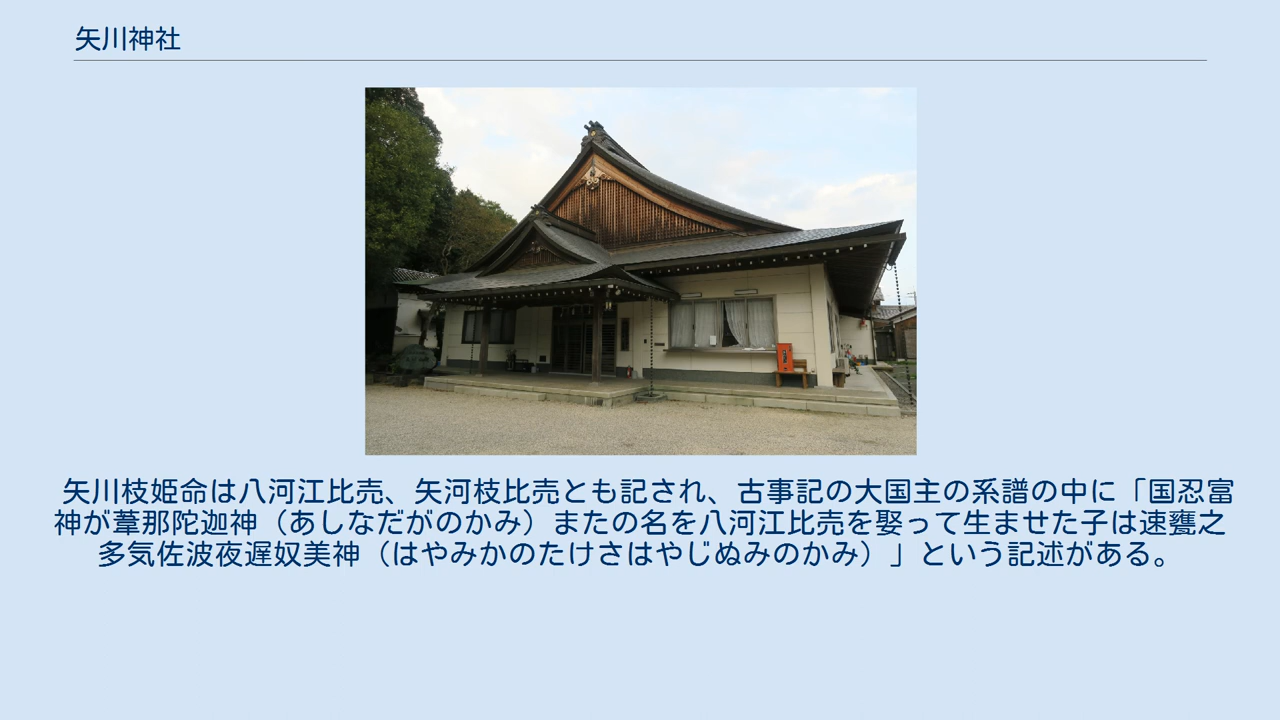 矢川神社
矢川枝姫命は八河江比売、矢河枝比売とも記され、古事記の大国主の系譜の中に「国忍富
神が葦那陀迦神（あしなだがのかみ）またの名を八河江比売を娶って生ませた子は速甕之
多気佐波夜遅奴美神（はやみかのたけさはやじぬみのかみ）」という記述がある。